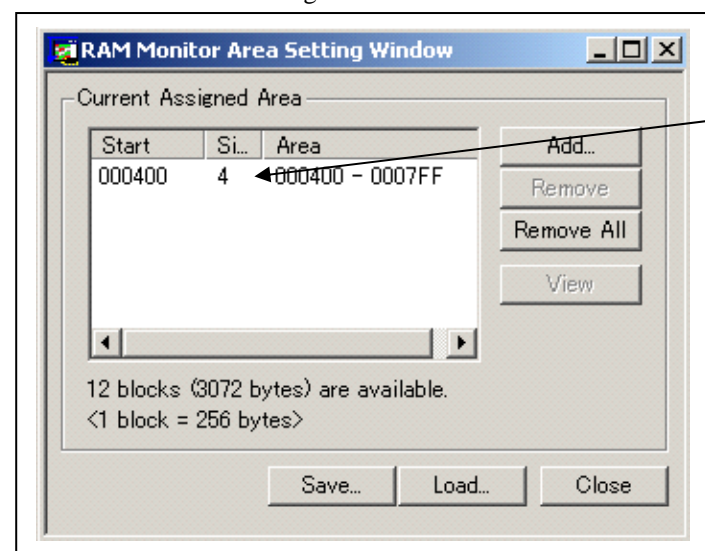 RAM Monitor Area Setting Window
Current Assigned Area
Start Si... Area
000400 4 000400 - 0007FF
Add...
Remove
Remove All
View
12 blocks (3072 bytes) are available.
<1 block = 256 bytes>
Save... Load... Close